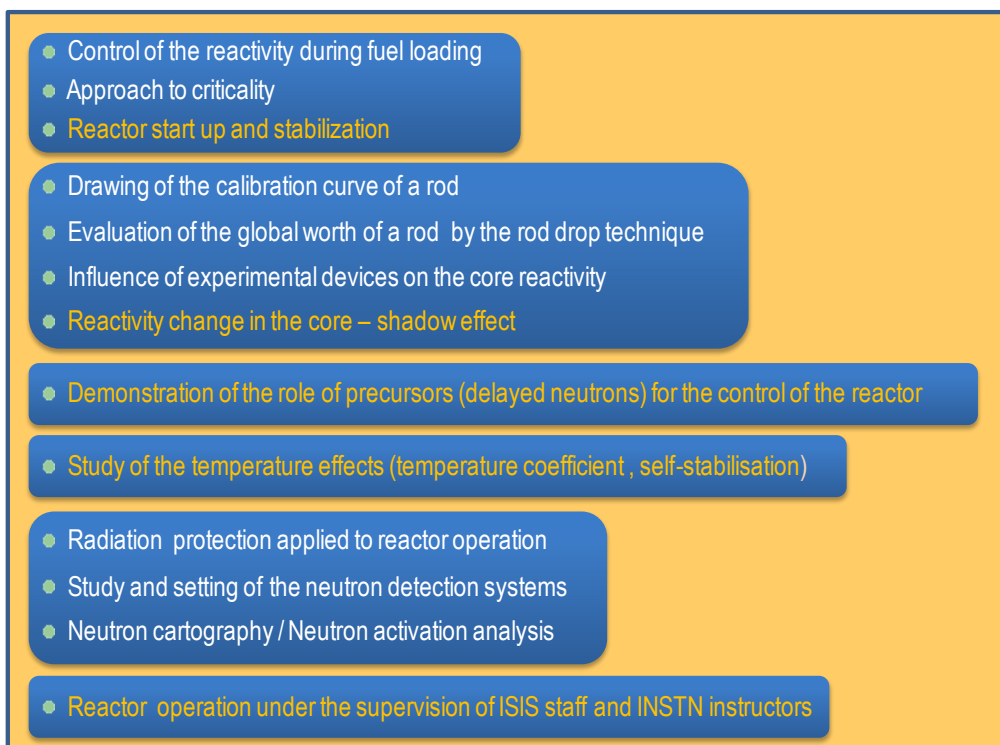 Control of the reactivity during fuel loading
Approach to criticality
Reactor start up and stabilization
Drawing of the calibration curve of a rod
Evaluation of the global worth of a rod by the rod drop technique
Influence of experimental devices on the core reactivity
Reactivity change in the core – shadow effect
Demonstration of the role of precursors (delayed neutrons) for the control of the reactor
Study of the temperature effects (temperature coefficient , self-stabilisation)
Radiation protection applied to reactor operation
Study and setting of the neutron detection systems
Neutron cartography / Neutron activation analysis
Reactor operation under the supervision of ISIS staff and INSTN instructors